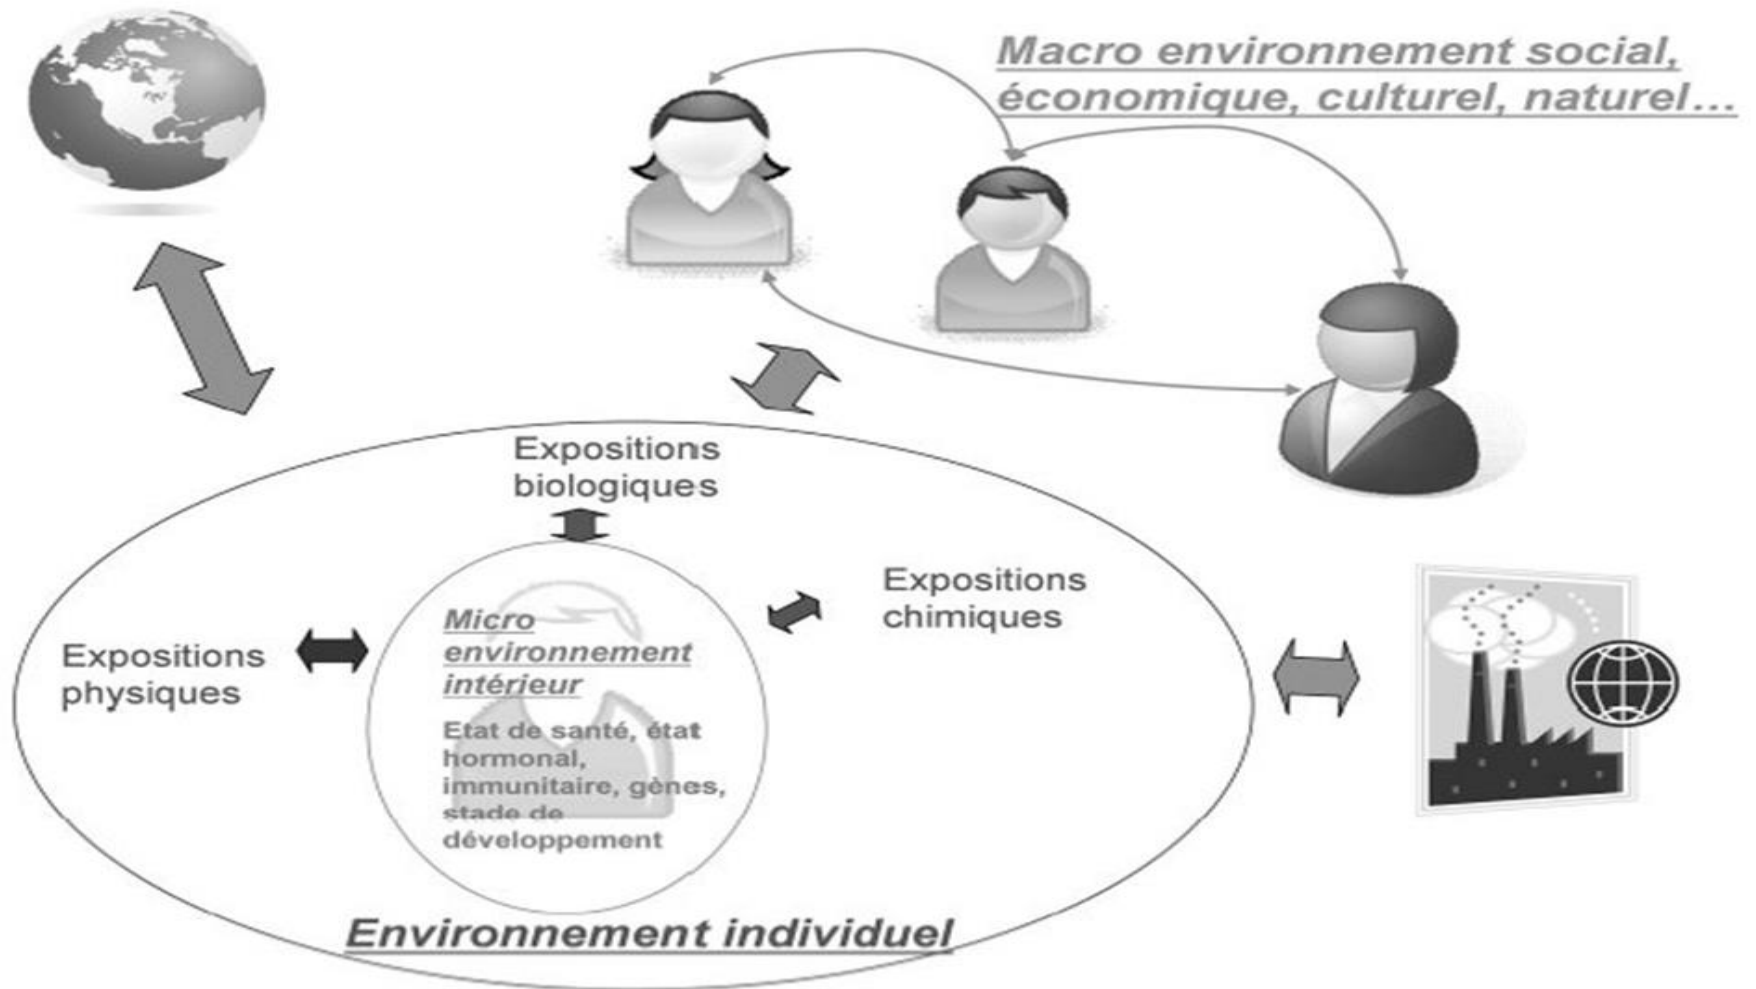 Macro environnement social,
économique, culturel, naturel...
Expositions
biologiques
Expositions
chimiques
Expositions
physiques
Micro
environnement
intérieur
Etat de santé, état
hormonal,
immunitaire, gènes,
stade de
développement
Environnement individuel